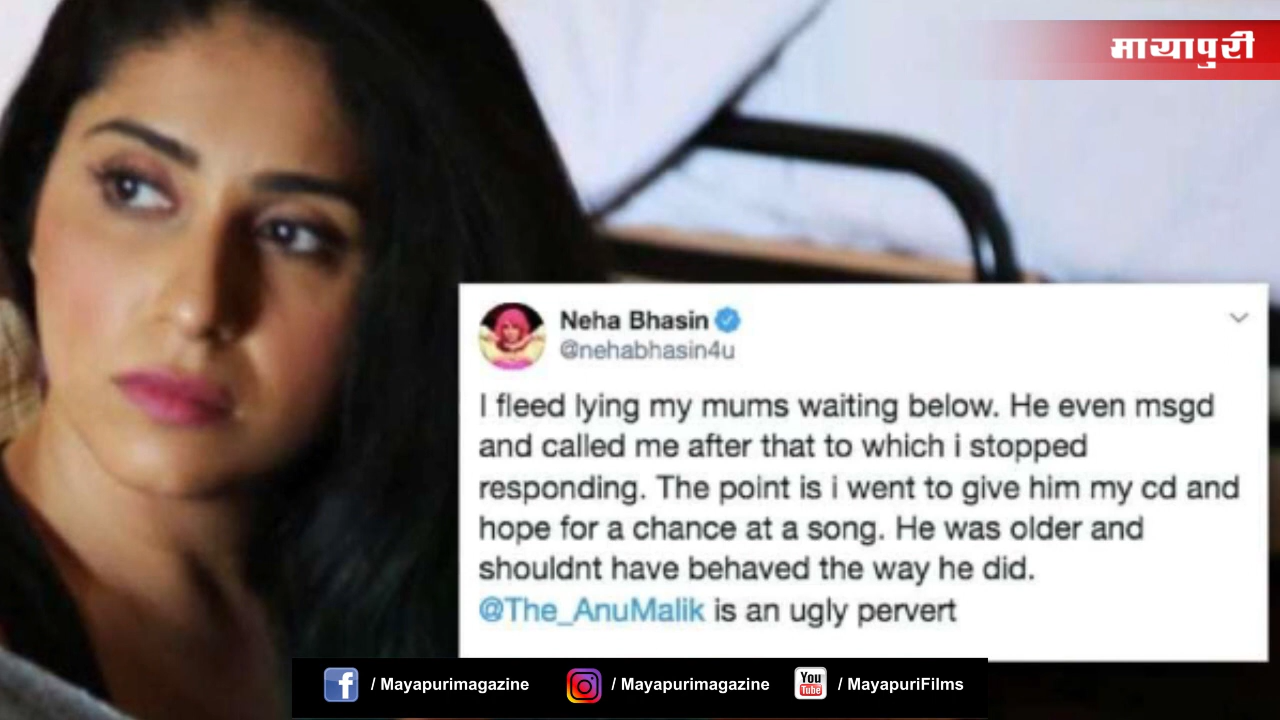 मायापुरी
Neha Bhasin
@nehabhasin4u
I fleed lying my mums waiting below. He even msgd
and called me after that to which i stopped
responding. The point is i went to give him my cd and
hope for a chance at a song. He was older and
shouldnt have behaved the way he did.
@The_AnuMalik is an ugly pervert
/ Mayapurimagazine
/ Mayapurimagazine
You
Tube
/ MayapuriFilms